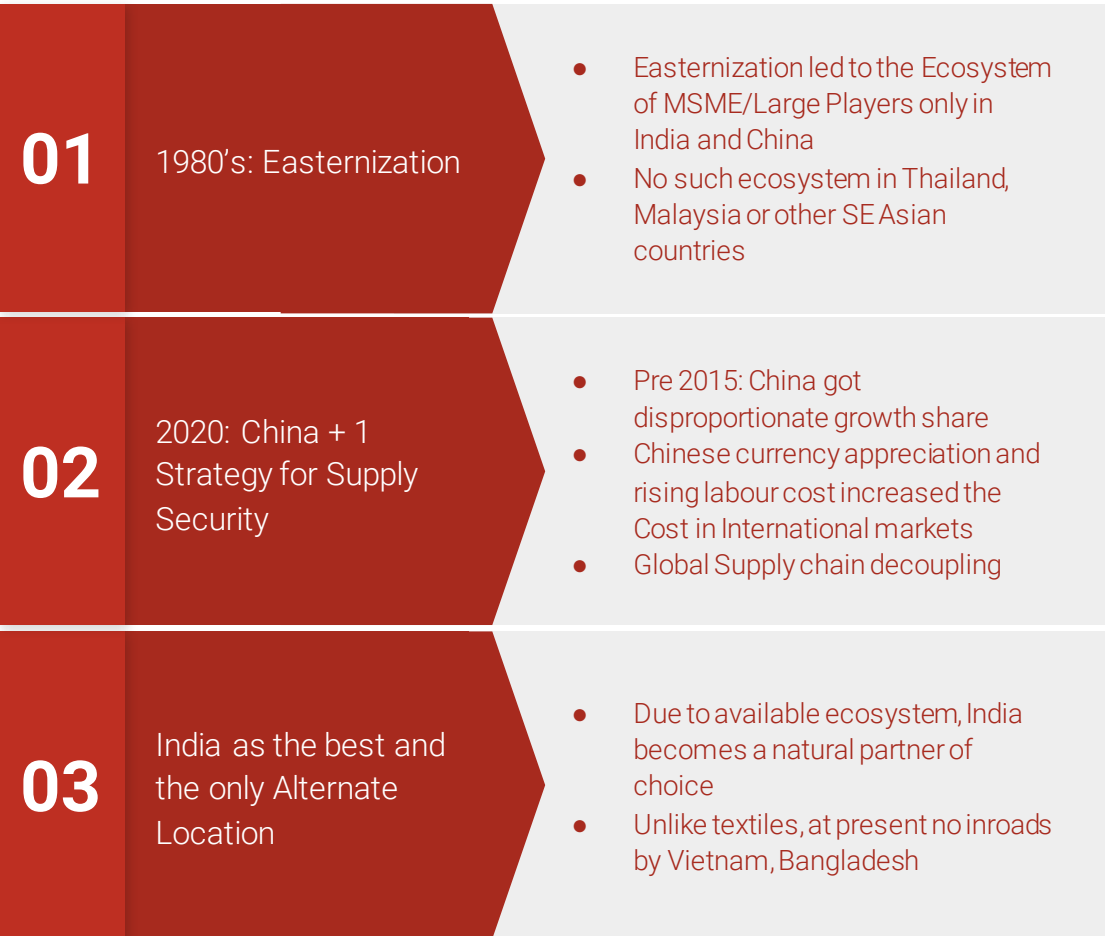 01
1980's: Easternization
● Easternization led to the Ecosystem
of MSME/Large Players only in
India and China
● No such ecosystem in Thailand,
Malaysia or other SE Asian
countries
02
2020: China + 1
Strategy for Supply
Security
● Pre 2015: China got
disproportionate growth share
● Chinese currency appreciation and
rising labour cost increased the
Cost in International markets
● Global Supply chain decoupling
03
India as the best and
the only Alternate
Location
● Due to available ecosystem, India
becomes a natural partner of
choice
● Unlike textiles, at present no inroads
by Vietnam, Bangladesh